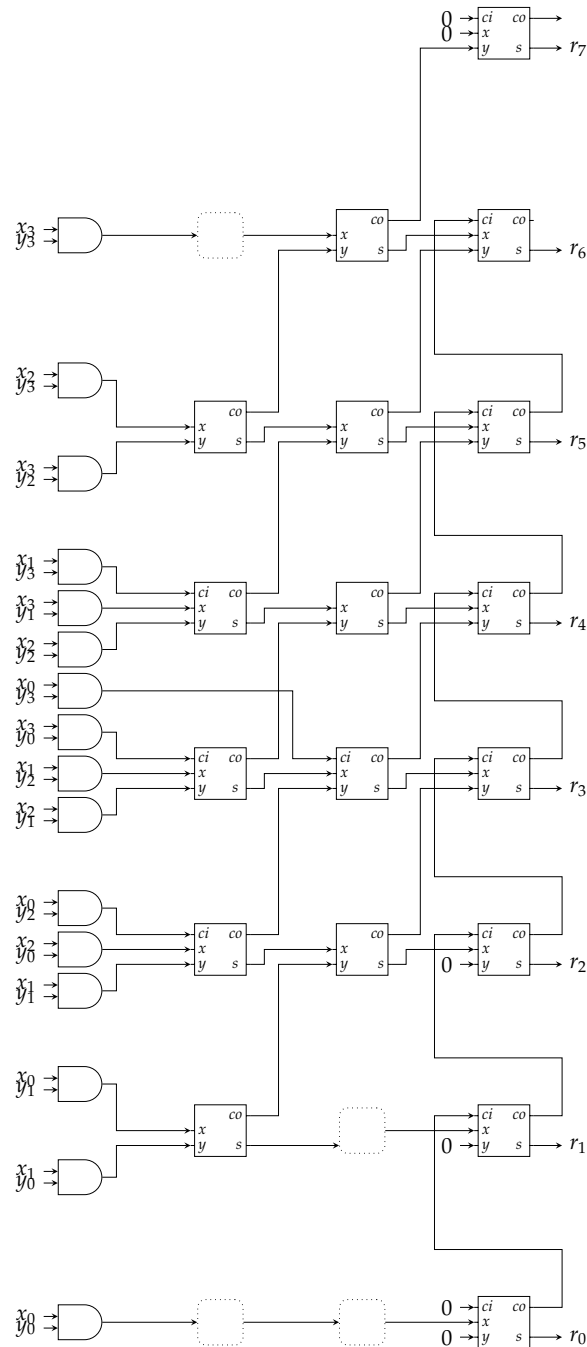 0 ci co
0 x
y s r7
x3
y3
co
x
y s
ci co
x
y s r6
x2
y3
x3
y2
co
x
y s
co
x
y s
ci co
x
y s r5
x1
y3
x3
y1
x2
y2
ci co
x
y s
co
x
y s
ci co
x
y s r4
x0
y3
x3
y0
x1
y2
x2
y1
ci co
x
y s
ci co
x
y s
ci co
x
y s r3
x0
y2
x2
y0
x1
y1
ci co
x
y s
co
x
y s
ci co
x
0 y s r2
x0
y1
x1
y0
co
x
y s
ci co
x
0 y s r1
x0
y0
0 ci co
x
0 y s r0